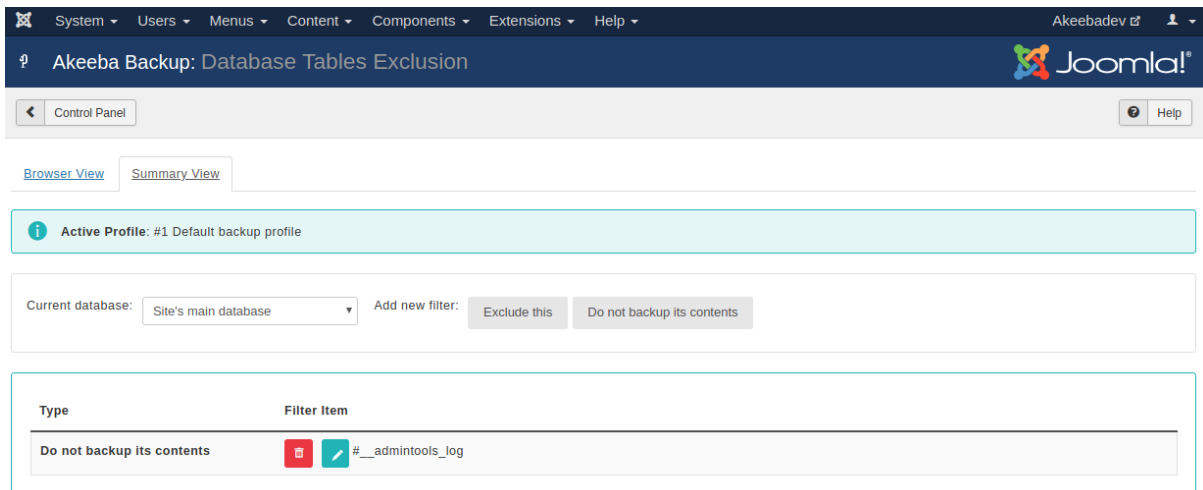 System Users Menus Content Components Extensions Help Akeebadev
Akeeba Backup: Database Tables Exclusion Joomla!®
Control Panel Help
Browser View Summary View
Active Profile: #1 Default backup profile
Current database: Site's main database Add new filter: Exclude this Do not backup its contents
Type Filter Item
Do not backup its contents #__admintools_log